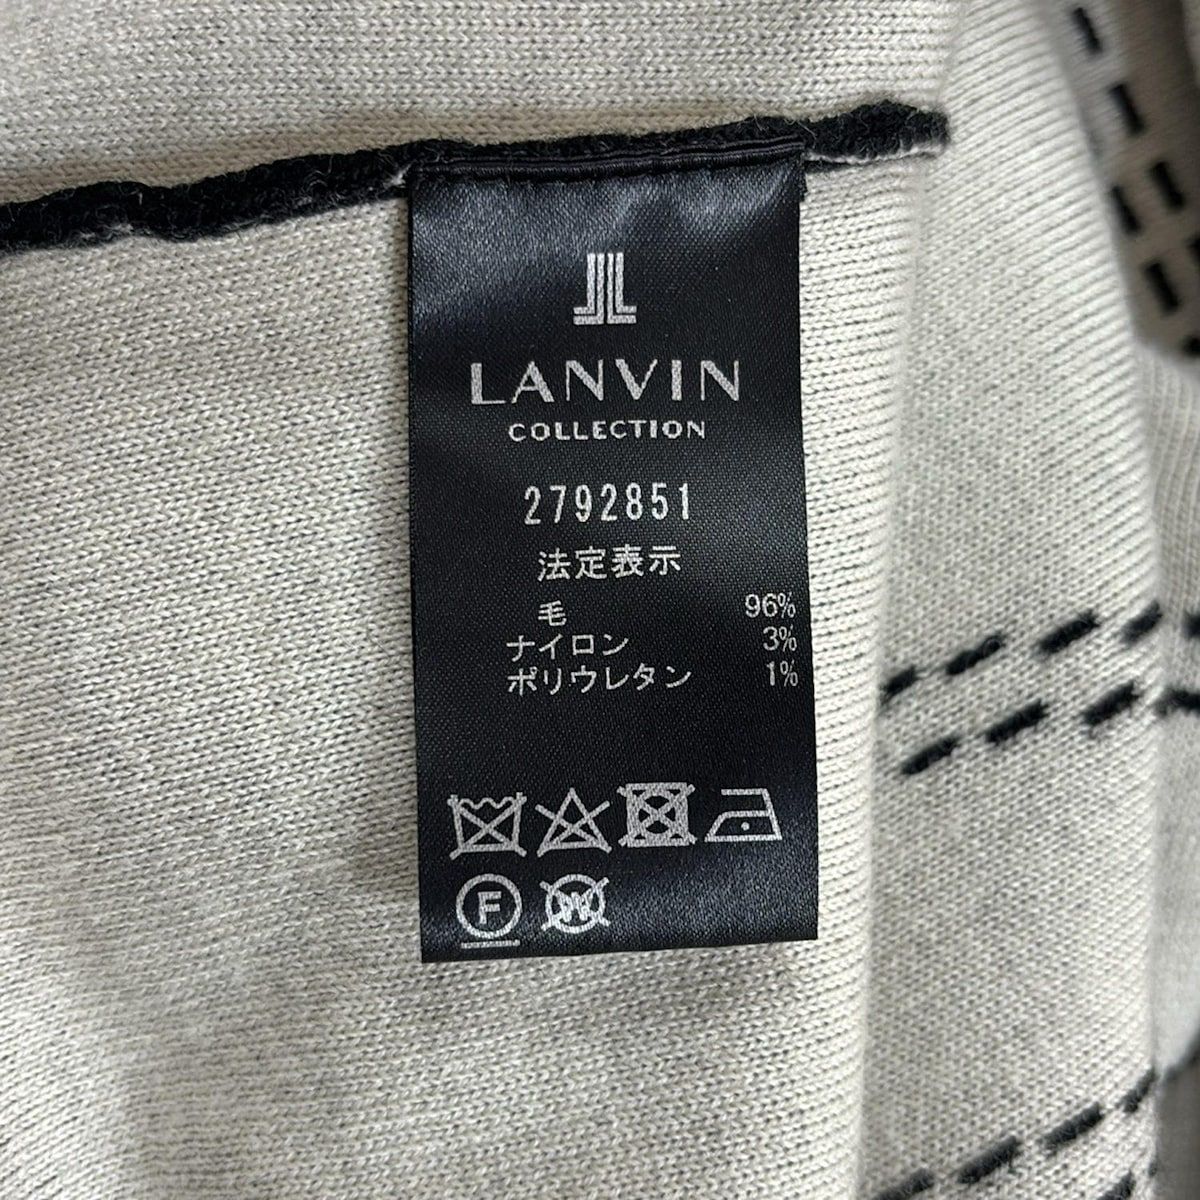 LANVIN
COLLECTION
2792851
法定表示
毛 96%
ナイロン 3%
ポリウレタン 1%
F W